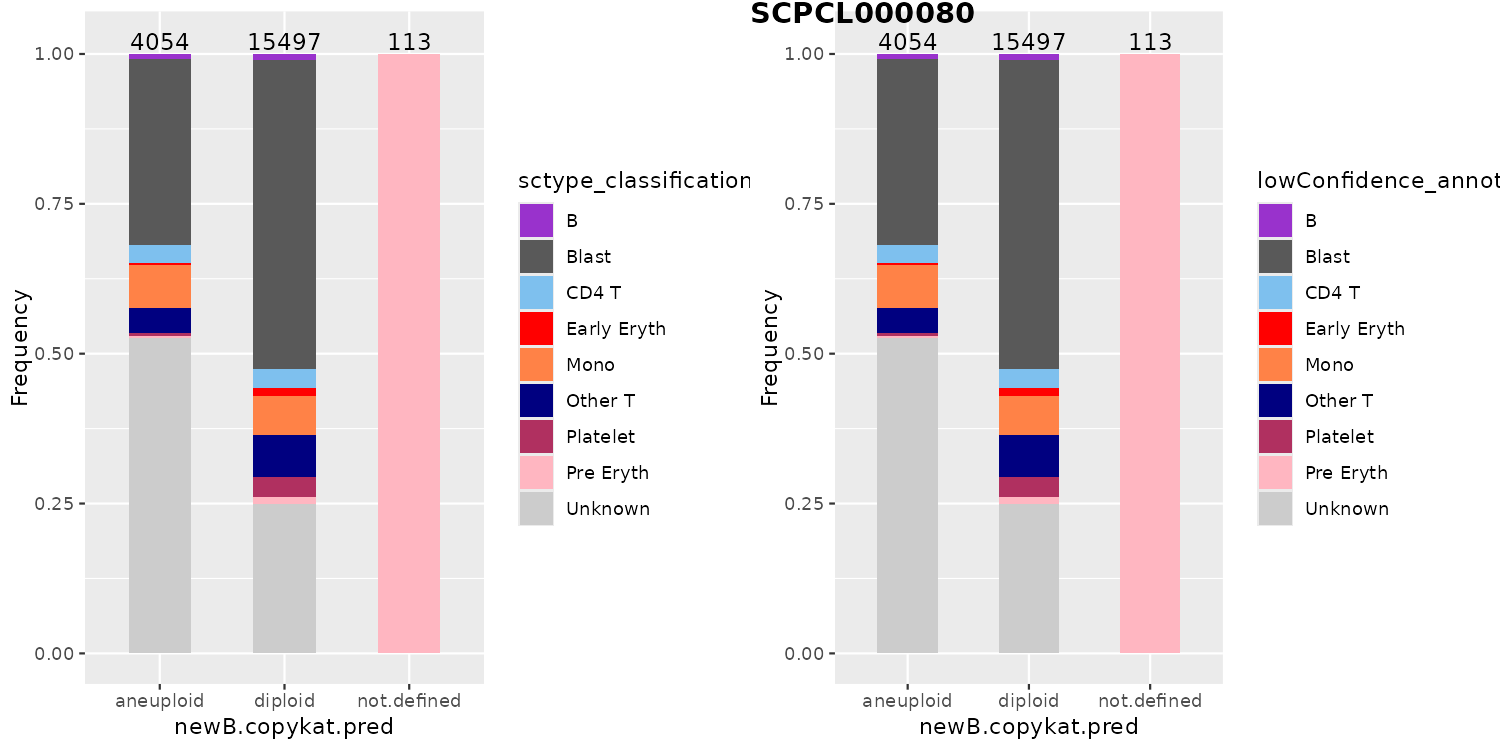 SCPCL000080
4054 15497 113
1.00
0.75
0.50
0.25
0.00
Frequency
aneuploid diploid not.defined
newB.copykat.pred
sctype_classification
B
Blast
CD4 T
Early Eryth
Mono
Other T
Platelet
Pre Eryth
Unknown
4054 15497 113
1.00
0.75
0.50
0.25
0.00
Frequency
aneuploid diploid not.defined
newB.copykat.pred
lowConfidence_annot
B
Blast
CD4 T
Early Eryth
Mono
Other T
Platelet
Pre Eryth
Unknown